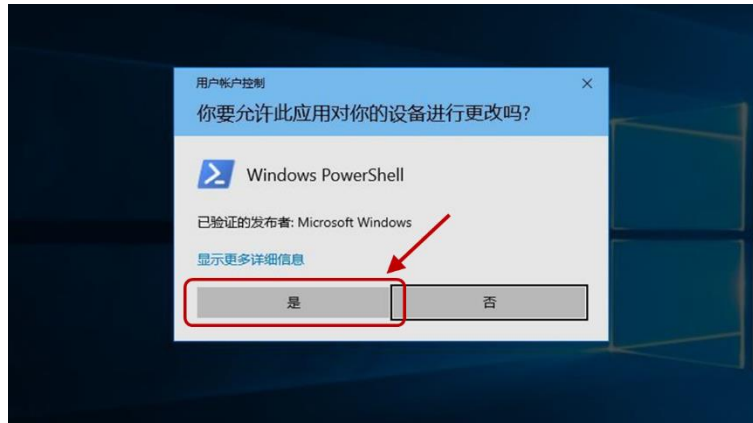 用户帐户控制
你要允许此应用对你的设备进行更改吗?
Windows PowerShell
已验证的发布者: Microsoft Windows
显示更多详细信息
是
否